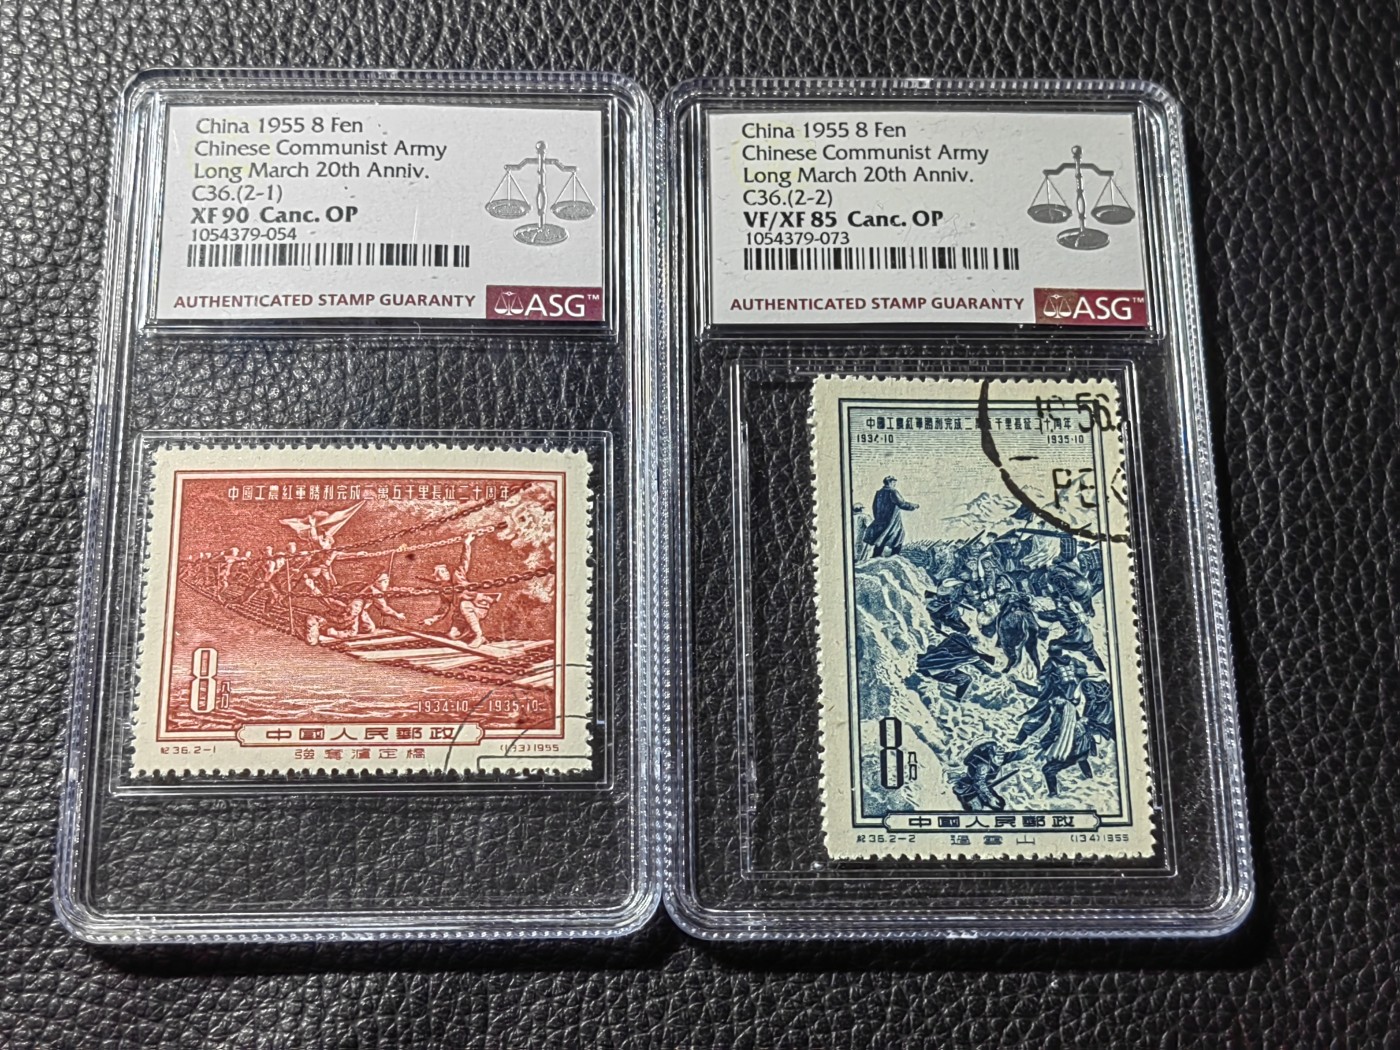 China 1955 8 Fen
Chinese Communist Army
Long March 20th Anniv.
C36.(2-1)
XF 90 Canc. OP
1054379-054
AUTHENTICATED STAMP GUARANTY
ASG™
中國工農紅軍勝利完成二萬五千里長征二十周年
8分
1934·10—1935·10
中國人民郵政
紀36.2-1
強奪瀘定橋
(133)1955
China 1955 8 Fen
Chinese Communist Army
Long March 20th Anniv.
C36.(2-2)
VF/XF 85 Canc. OP
1054379-073
AUTHENTICATED STAMP GUARANTY
ASG™
中國工農紅軍勝利完成二萬五千里長征二十周年
1934·10
1935·10
56
PEK
8分
中國人民郵政
紀36.2-2
過雪山
(134)1955